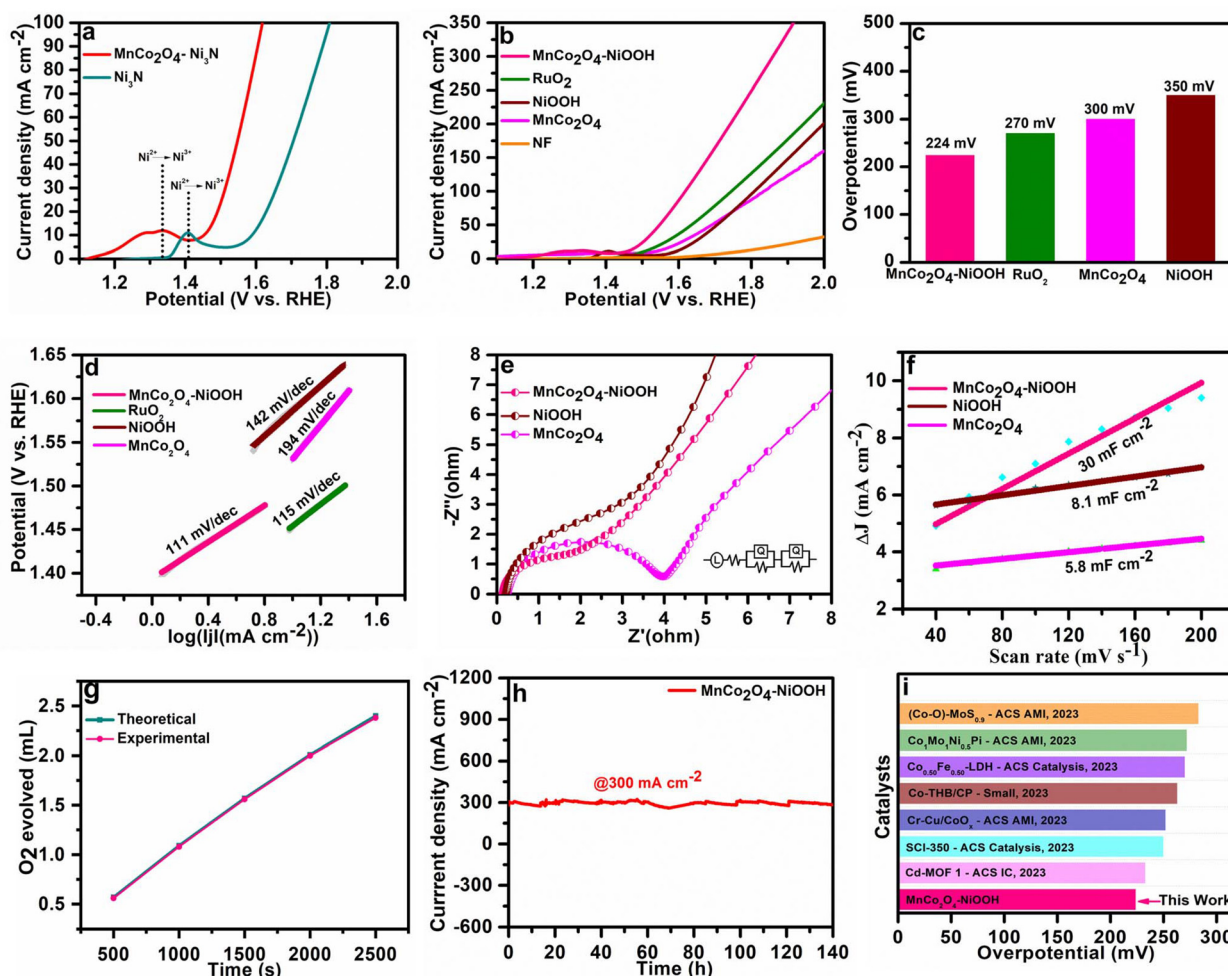 a
Current density (mA cm-2)
100
90
80
70
60
50
40
30
20
10
0
MnCo2O4- Ni3N
Ni3N
Ni2+ → Ni3+
Ni2+ → Ni3+
1.2 1.4 1.6 1.8 2.0
Potential (V vs. RHE)
b
Current density (mA cm-2)
350
300
250
200
150
100
50
0
MnCo2O4-NiOOH
RuO2
NiOOH
MnCo2O4
NF
1.2 1.4 1.6 1.8 2.0
Potential (V vs. RHE)
c
Overpotential (mV)
500
400
300
200
100
0
224 mV
270 mV
300 mV
350 mV
MnCo2O4-NiOOH RuO2 MnCo2O4 NiOOH
d
Potential (V vs. RHE)
1.65
1.60
1.55
1.50
1.45
1.40
MnCo2O4-NiOOH
RuO2
NiOOH
MnCo2O4
142 mV/dec
194 mV/dec
111 mV/dec
115 mV/dec
-0.4 0.0 0.4 0.8 1.2 1.6
log(IjI(mA cm-2))
e
-Z''(ohm)
8
7
6
5
4
3
2
1
0
MnCo2O4-NiOOH
NiOOH
MnCo2O4
L Q Q
0 1 2 3 4 5 6 7 8
Z'(ohm)
f
ΔJ (mA cm-2)
10
8
6
4
2
MnCo2O4-NiOOH
NiOOH
MnCo2O4
30 mF cm-2
8.1 mF cm-2
5.8 mF cm-2
40 80 120 160 200
Scan rate (mV s-1)
g
O2 evolved (mL)
2.5
2.0
1.5
1.0
0.5
Theoretical
Experimental
500 1000 1500 2000 2500
Time (s)
h
Currrent density (mA cm-2)
1200
900
600
300
0
-300
-600
MnCo2O4-NiOOH
@300 mA cm-2
0 20 40 60 80 100 120 140
Time (h)
i
Catalysts
(Co-O)-MoS0.9 - ACS AMI, 2023
Co1Mo1Ni0.5Pi - ACS AMI, 2023
Co0.50Fe0.50-LDH - ACS Catalysis, 2023
Co-THB/CP - Small, 2023
Cr-Cu/CoOx - ACS AMI, 2023
SCI-350 - ACS Catalysis, 2023
Cd-MOF 1 - ACS IC, 2023
MnCo2O4-NiOOH
This Work
0 50 100 150 200 250 300
Overpotential (mV)